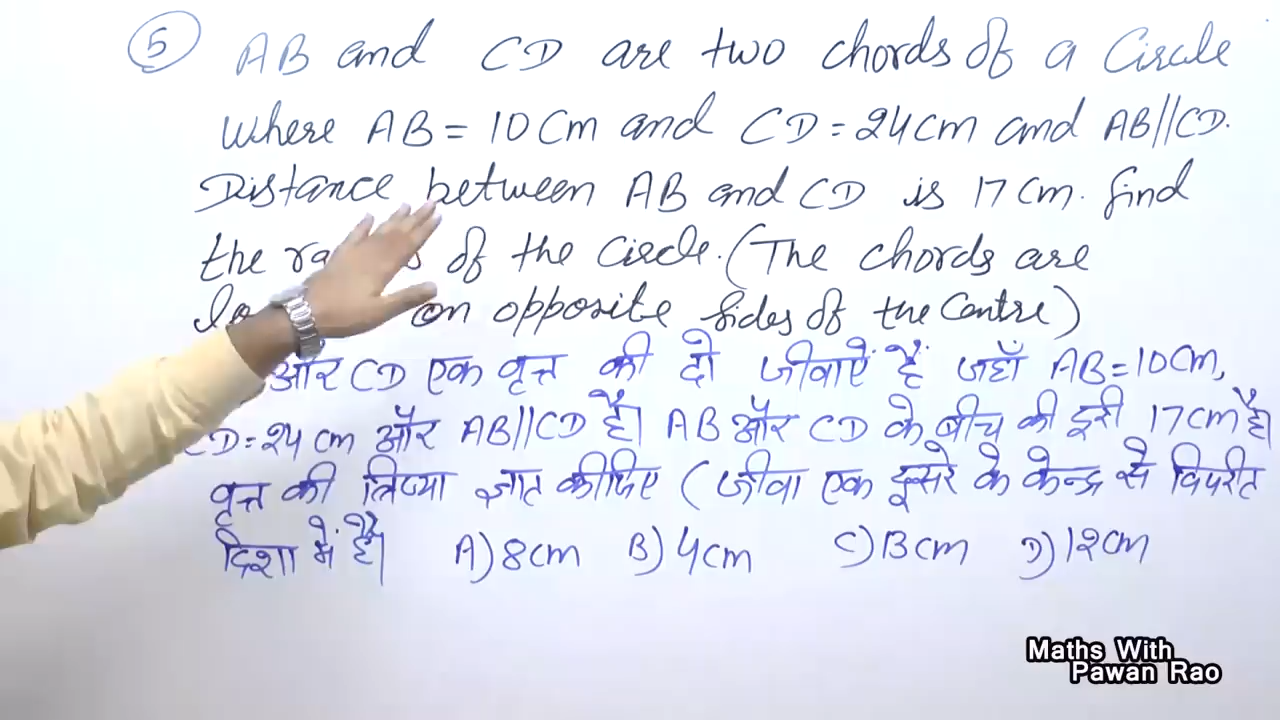 5 AB and CD are two chords of a Circle
where AB = 10 Cm and CD = 24 cm and AB||CD.
Distance between AB and CD is 17 cm. find
the of the Circle. (The chords are
on opposite sides of the Centre)
और CD एक वृत्त की दो जीवाऐं हैं जहाँ AB = 10 cm,
CD = 24 cm और AB||CD है। AB और CD के बीच की दूरी 17 cm है।
वृत्त की त्रिज्या ज्ञात कीजिए (जीवा एक दूसरे के केन्द्र से विपरीत
दिशा में है। A) 8 cm B) 4 cm C) 13 cm D) 12 cm
Maths With
Pawan Rao